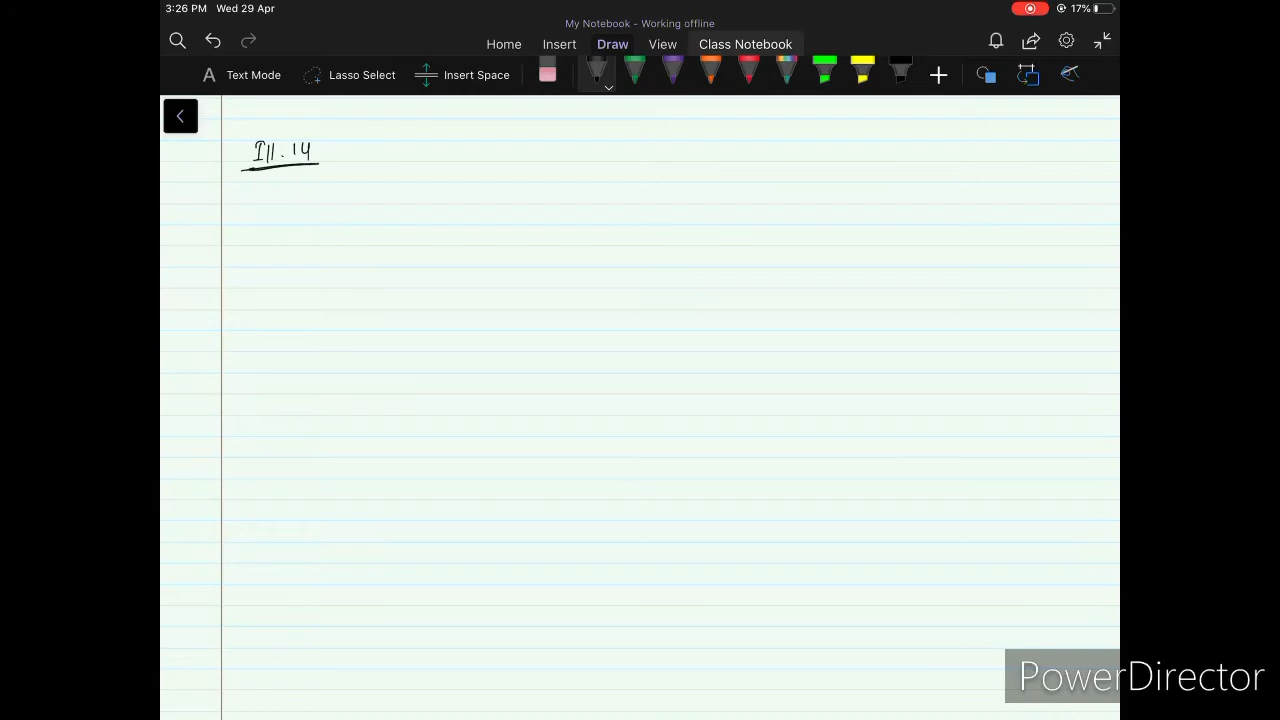 3:26 PM Wed 29 Apr 17%
My Notebook - Working offline
Home Insert Draw View Class Notebook
A Text Mode Lasso Select Insert Space
Ill. 14
PowerDirector